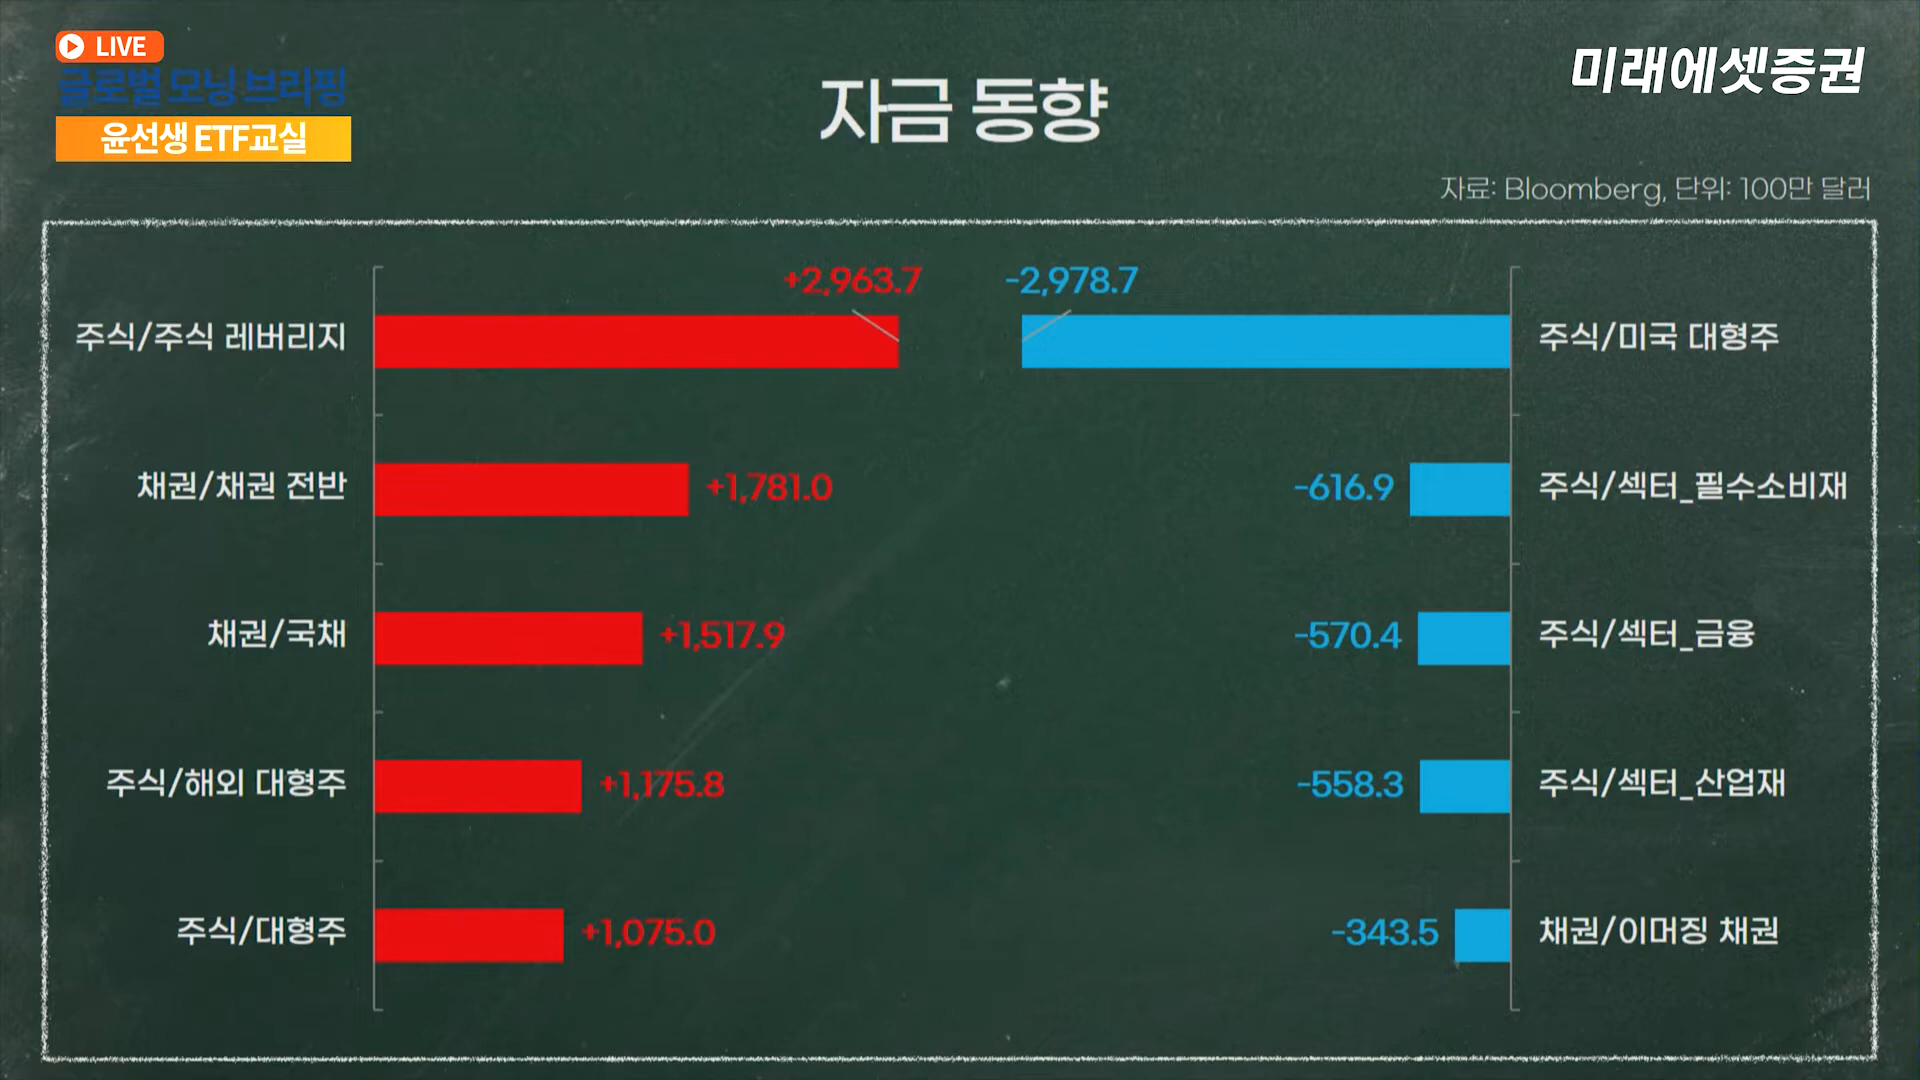 LIVE
글로벌 모닝 브리핑
윤선생 ETF교실
자금 동향
미래에셋증권
자료: Bloomberg, 단위: 100만 달러
+2,963.7
-2,978.7
주식/주식 레버리지
주식/미국 대형주
채권/채권 전반
+1,781.0
-616.9
주식/섹터_필수소비재
채권/국채
+1,517.9
-570.4
주식/섹터_금융
주식/해외 대형주
+1,175.8
-558.3
주식/섹터_산업재
주식/대형주
+1,075.0
-343.5
채권/이머징 채권